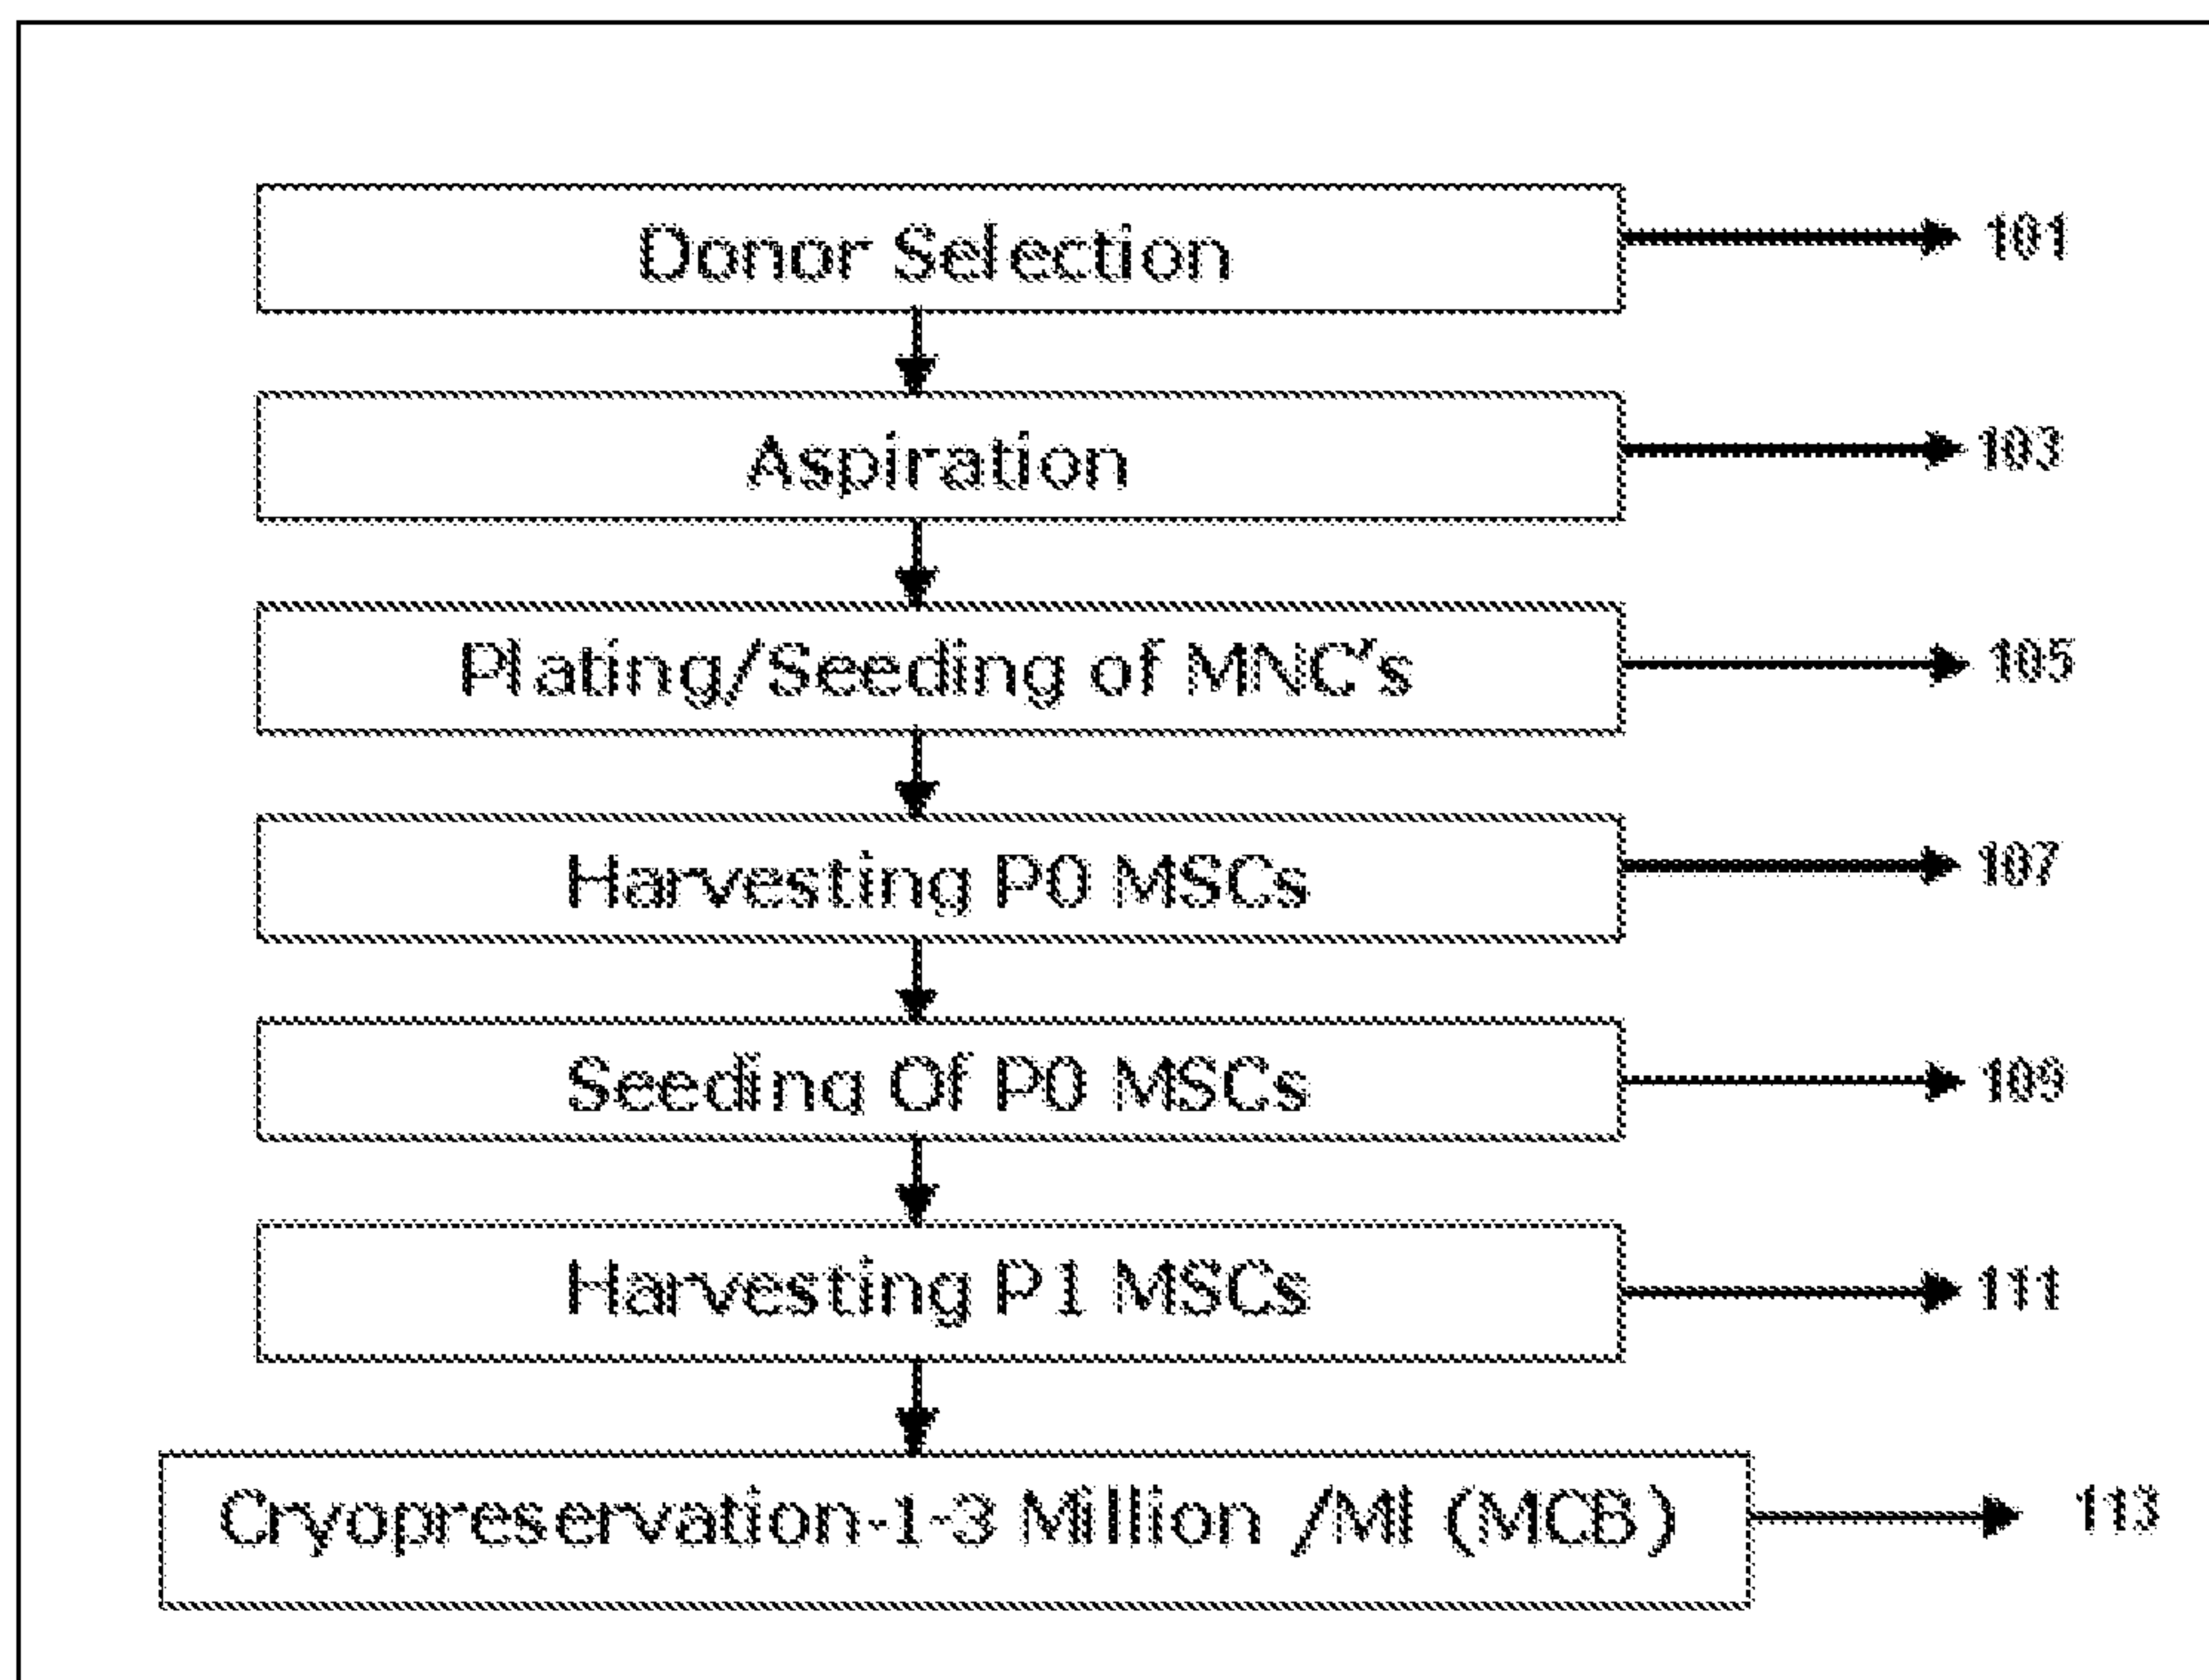 Donor Selection 101
Aspiration 103
Plating/Seeding of MNC's 105
Harvesting P0 MSCs 107
Seeding Of P0 MSCs 109
Harvesting P1 MSCs 111
Cryopreservation-1-3 Million /Ml (MCB) 113